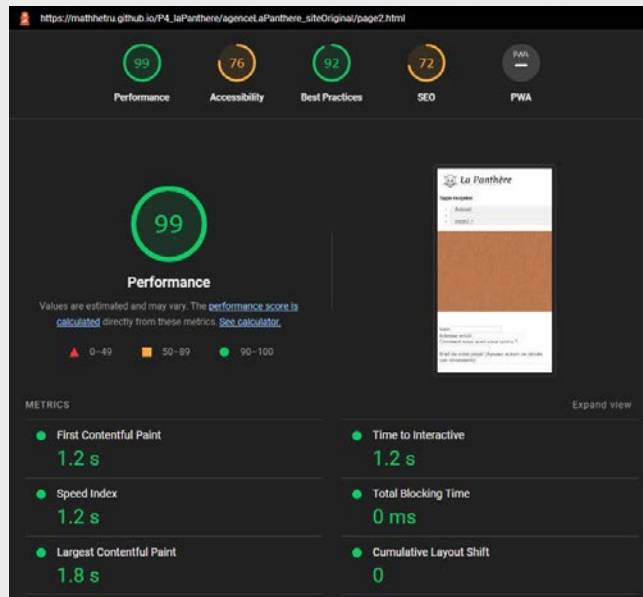 https://mathhetru.github.io/P4_laPanthere/agenceLaPanthere_siteOriginal/page2.html
99 76 92 72 PWA
Performance Accessibility Best Practices SEO PWA
La Panthère
Toggle navigation
Accueil
page2 >
99
Performance
Values are estimated and may vary. The performance score is
calculated directly from these metrics. See calculator.
0–49 50–89 90–100
METRICS Expand view
First Contentful Paint Time to Interactive
1.2 s 1.2 s
Speed Index Total Blocking Time
1.2 s 0 ms
Largest Contentful Paint Cumulative Layout Shift
1.8 s 0